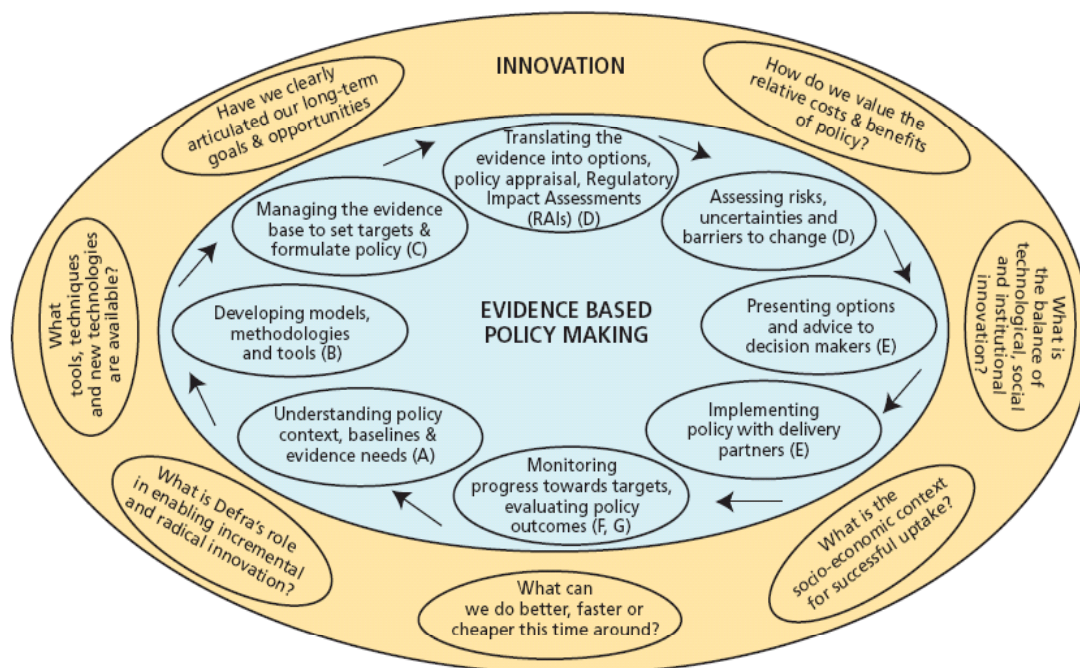 INNOVATION
Have we clearly
articulated our long-term
goals & opportunities
How do we value the
relative costs & benefits
of policy?
What is
the balance of
technological, social
and institutional
innovation?
What is the
socio-economic context
for successful uptake?
What can
we do better, faster or
cheaper this time around?
What is Defra's role
in enabling incremental
and radical innovation?
What
tools, techniques
and new technologies
are available?
EVIDENCE BASED
POLICY MAKING
Translating the
evidence into options,
policy appraisal, Regulatory
Impact Assessments
(RAIs) (D)
Assessing risks,
uncertainties and
barriers to change (D)
Presenting options
and advice to
decision makers (E)
Implementing
policy with delivery
partners (E)
Monitoring
progress towards targets,
evaluating policy
outcomes (F, G)
Understanding policy
context, baselines &
evidence needs (A)
Developing models,
methodologies
and tools (B)
Managing the evidence
base to set targets &
formulate policy (C)